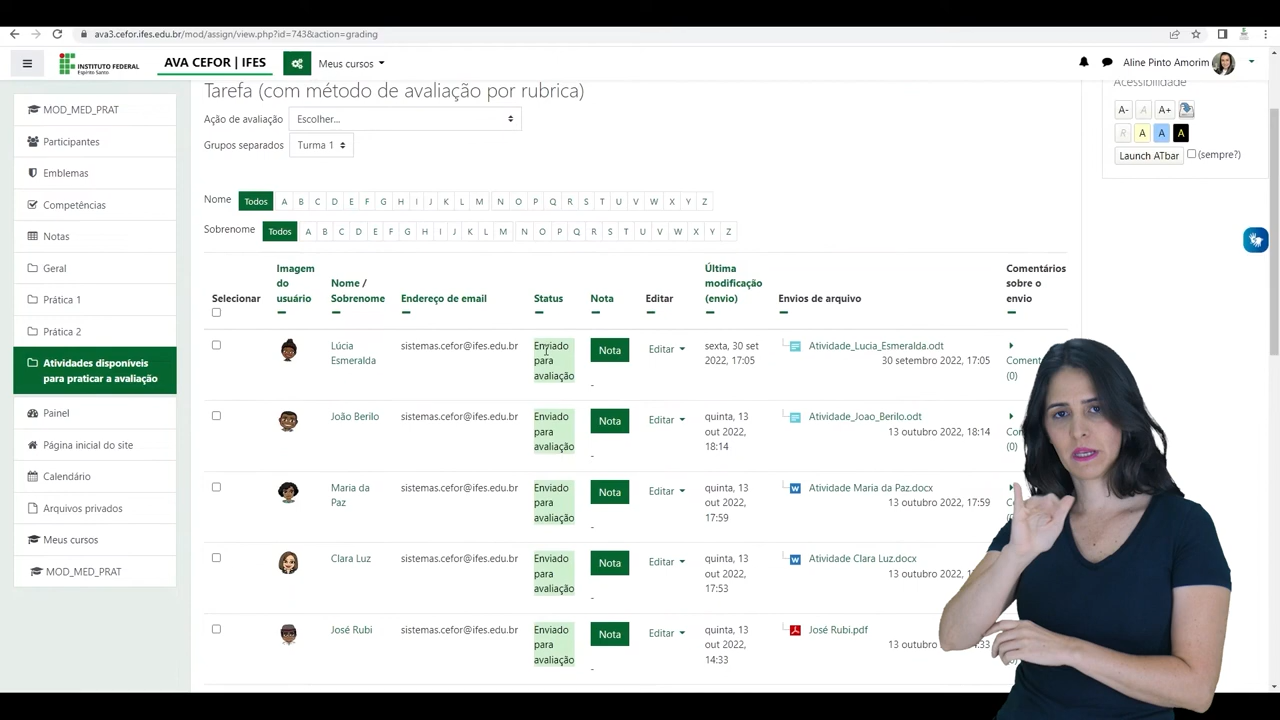 ava3.cefor.ifes.edu.br/mod/assign/view.php?id=743&action=grading
INSTITUTO FEDERAL
Espírito Santo
AVA CEFOR | IFES
Meus cursos
Aline Pinto Amorim
MOD_MED_PRAT
Participantes
Emblemas
Competências
Notas
Geral
Prática 1
Prática 2
Atividades disponíveis
para praticar a avaliação
Painel
Página inicial do site
Calendário
Arquivos privados
Meus cursos
MOD_MED_PRAT
Tarefa (com método de avaliação por rubrica)
Ação de avaliação Escolher...
Grupos separados Turma 1
Nome Todos A B C D E F G H I J K L M N O P Q R S T U V W X Y Z
Sobrenome Todos A B C D E F G H I J K L M N O P Q R S T U V W X Y Z
Selecionar
Imagem
do
usuário
Nome /
Sobrenome
Endereço de email
Status
Nota
Editar
Última
modificação
(envio)
Envios de arquivo
Comentários
sobre o
envio
Lúcia
Esmeralda
sistemas.cefor@ifes.edu.br
Enviado
para
avaliação
Nota
-
Editar
sexta, 30 set
2022, 17:05
Atividade_Lucia_Esmeralda.odt
30 setembro 2022, 17:05
Coment
(0)
João Berilo
sistemas.cefor@ifes.edu.br
Enviado
para
avaliação
Nota
-
Editar
quinta, 13
out 2022,
18:14
Atividade_Joao_Berilo.odt
13 outubro 2022, 18:14
(0)
Maria da
Paz
sistemas.cefor@ifes.edu.br
Enviado
para
avaliação
Nota
-
Editar
quinta, 13
out 2022,
17:59
Atividade Maria da Paz.docx
13 outubro 2022, 17:59
Clara Luz
sistemas.cefor@ifes.edu.br
Enviado
para
avaliação
Nota
-
Editar
quinta, 13
out 2022,
17:53
Atividade Clara Luz.docx
13 outubro 2022,
José Rubi
sistemas.cefor@ifes.edu.br
Enviado
para
avaliação
Nota
-
Editar
quinta, 13
out 2022,
14:33
José Rubi.pdf
13 outubro 2022,
Acessibilidade
A- A A+
R A A A
Launch ATbar (sempre?)